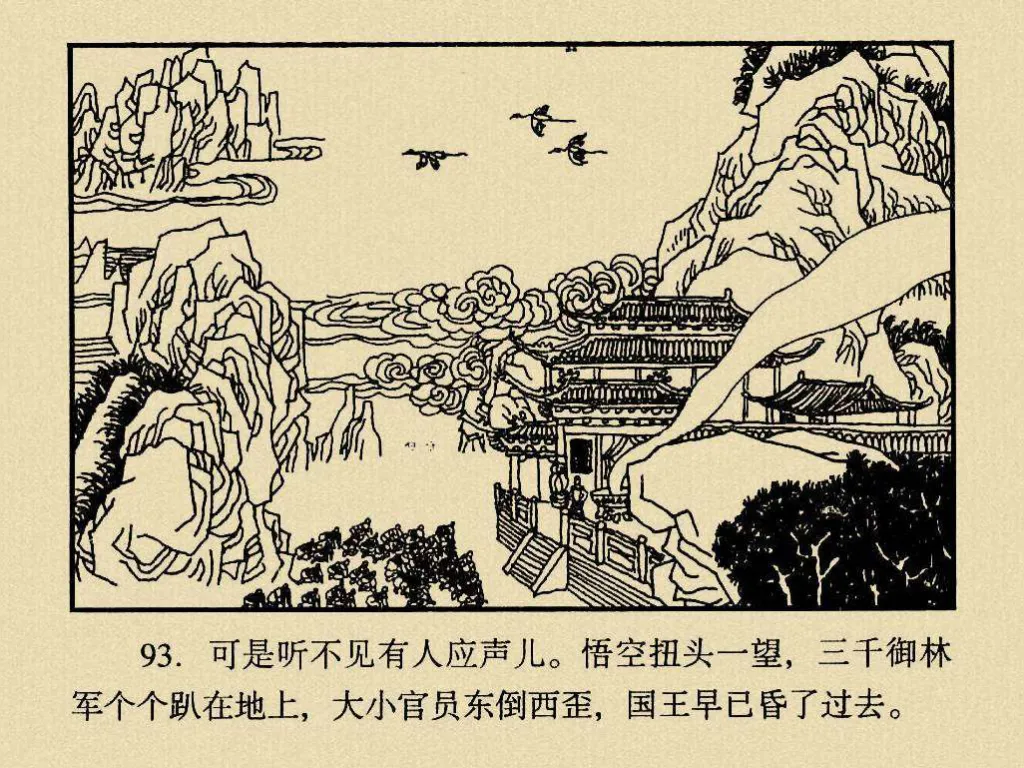 93. 可是听不见有人应声儿。悟空扭头一望，三千御林
军个个趴在地上，大小官员东倒西歪，国王早已昏了过去。